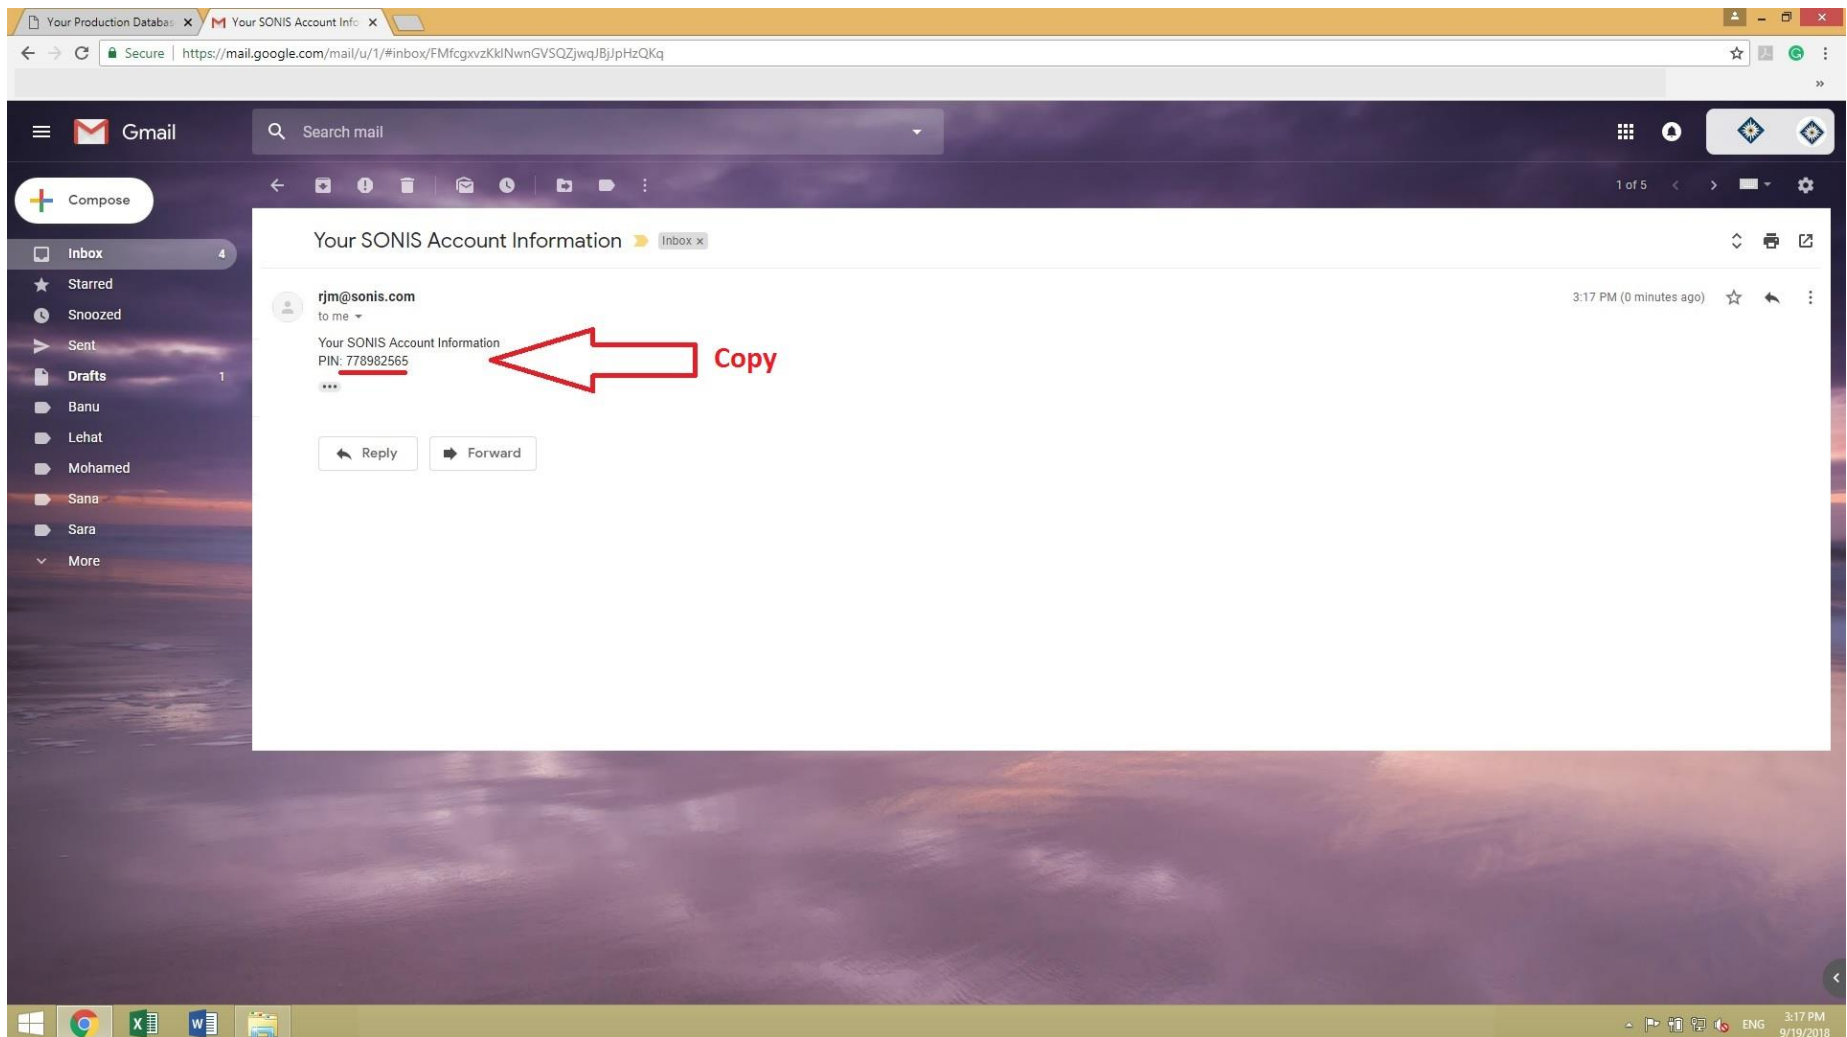 Your Production Databas
Your SONIS Account Info
Secure https://mail.google.com/mail/u/1/#inbox/FMfcgxvzKklNwnGVSQZjwqJBjJpHzQKq
Gmail
Search mail
Compose
1 of 5
Inbox 4
Starred
Snoozed
Sent
Drafts 1
Banu
Lehat
Mohamed
Sana
Sara
More
Your SONIS Account Information Inbox x
rjm@sonis.com
3:17 PM (0 minutes ago)
to me
Your SONIS Account Information
PIN: 778982565
Copy
Reply
Forward
ENG
3:17 PM
9/19/2018